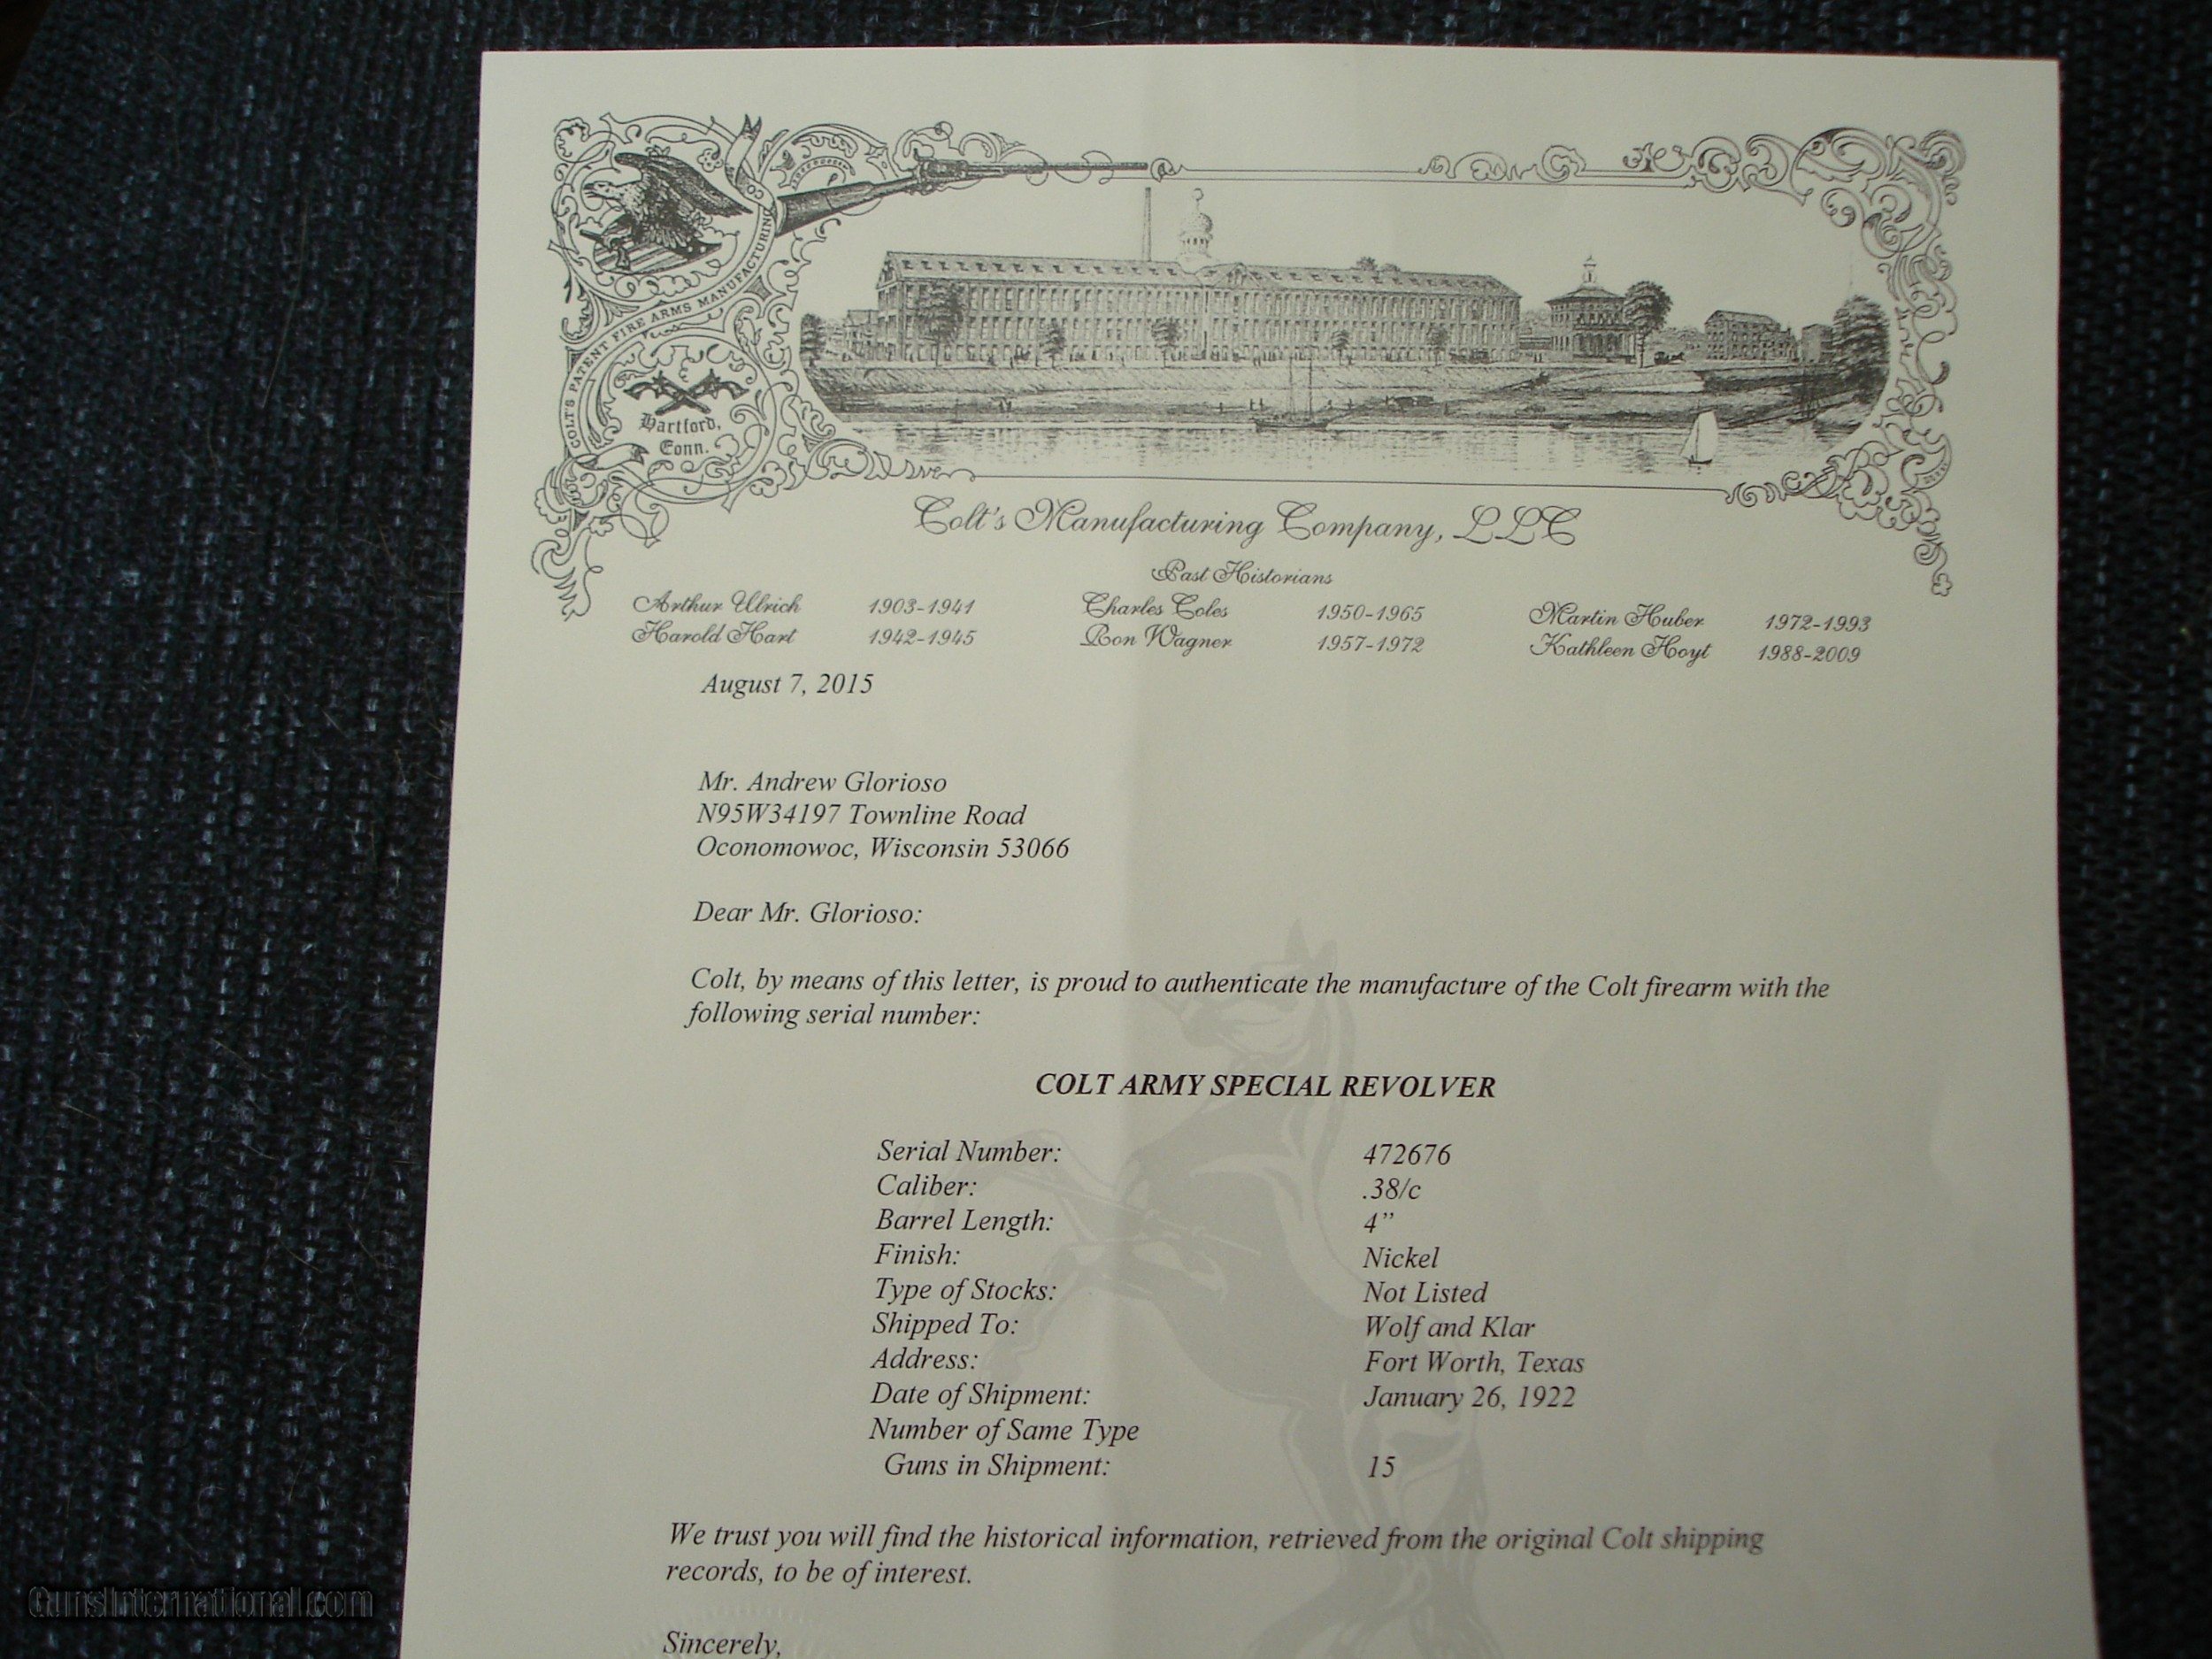 COLT'S PATENT FIRE ARMS MANUFACTURING CO
Hartford,
Conn.
Colt's Manufacturing Company, LLC
Past Historians
Arthur Ulrich 1903-1941 Charles Coles 1950-1965 Martin Huber 1972-1993
Harold Hart 1942-1945 Ron Wagner 1957-1972 Kathleen Hoyt 1988-2009
August 7, 2015
Mr. Andrew Glorioso
N95W34197 Townline Road
Oconomowoc, Wisconsin 53066
Dear Mr. Glorioso:
Colt, by means of this letter, is proud to authenticate the manufacture of the Colt firearm with the
following serial number:
COLT ARMY SPECIAL REVOLVER
Serial Number: 472676
Caliber: .38/c
Barrel Length: 4”
Finish: Nickel
Type of Stocks: Not Listed
Shipped To: Wolf and Klar
Address: Fort Worth, Texas
Date of Shipment: January 26, 1922
Number of Same Type
Guns in Shipment: 15
We trust you will find the historical information, retrieved from the original Colt shipping
records, to be of interest.
Sincerely,
GunsInternational.com